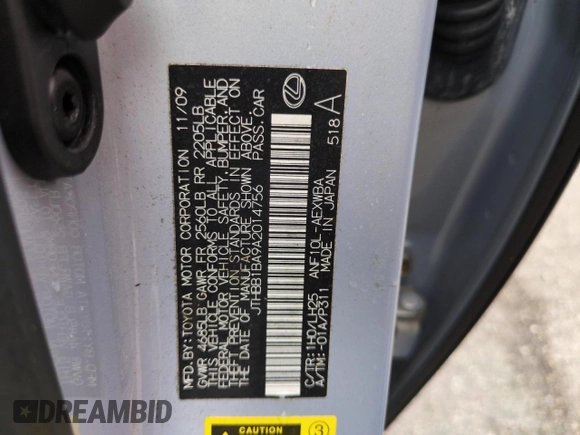 MFD. BY: TOYOTA MOTOR CORPORATION 11/09
GVWR 4685LB GAWR FR 2560LB RR 2205LB
THIS VEHICLE CONFORMS TO ALL APPLICABLE
FEDERAL MOTOR VEHICLE SAFETY, BUMPER, AND
THEFT PREVENTION STANDARDS IN EFFECT ON
THE DATE OF MANUFACTURE SHOWN ABOVE.
JTHBB1BA9A2014756 PASS. CAR
C/TR: 1H0/LH25 ANF10L-AEXWBA
A/TM: -01A/P311 MADE IN JAPAN 518 A
CAUTION
3
DREAMBID